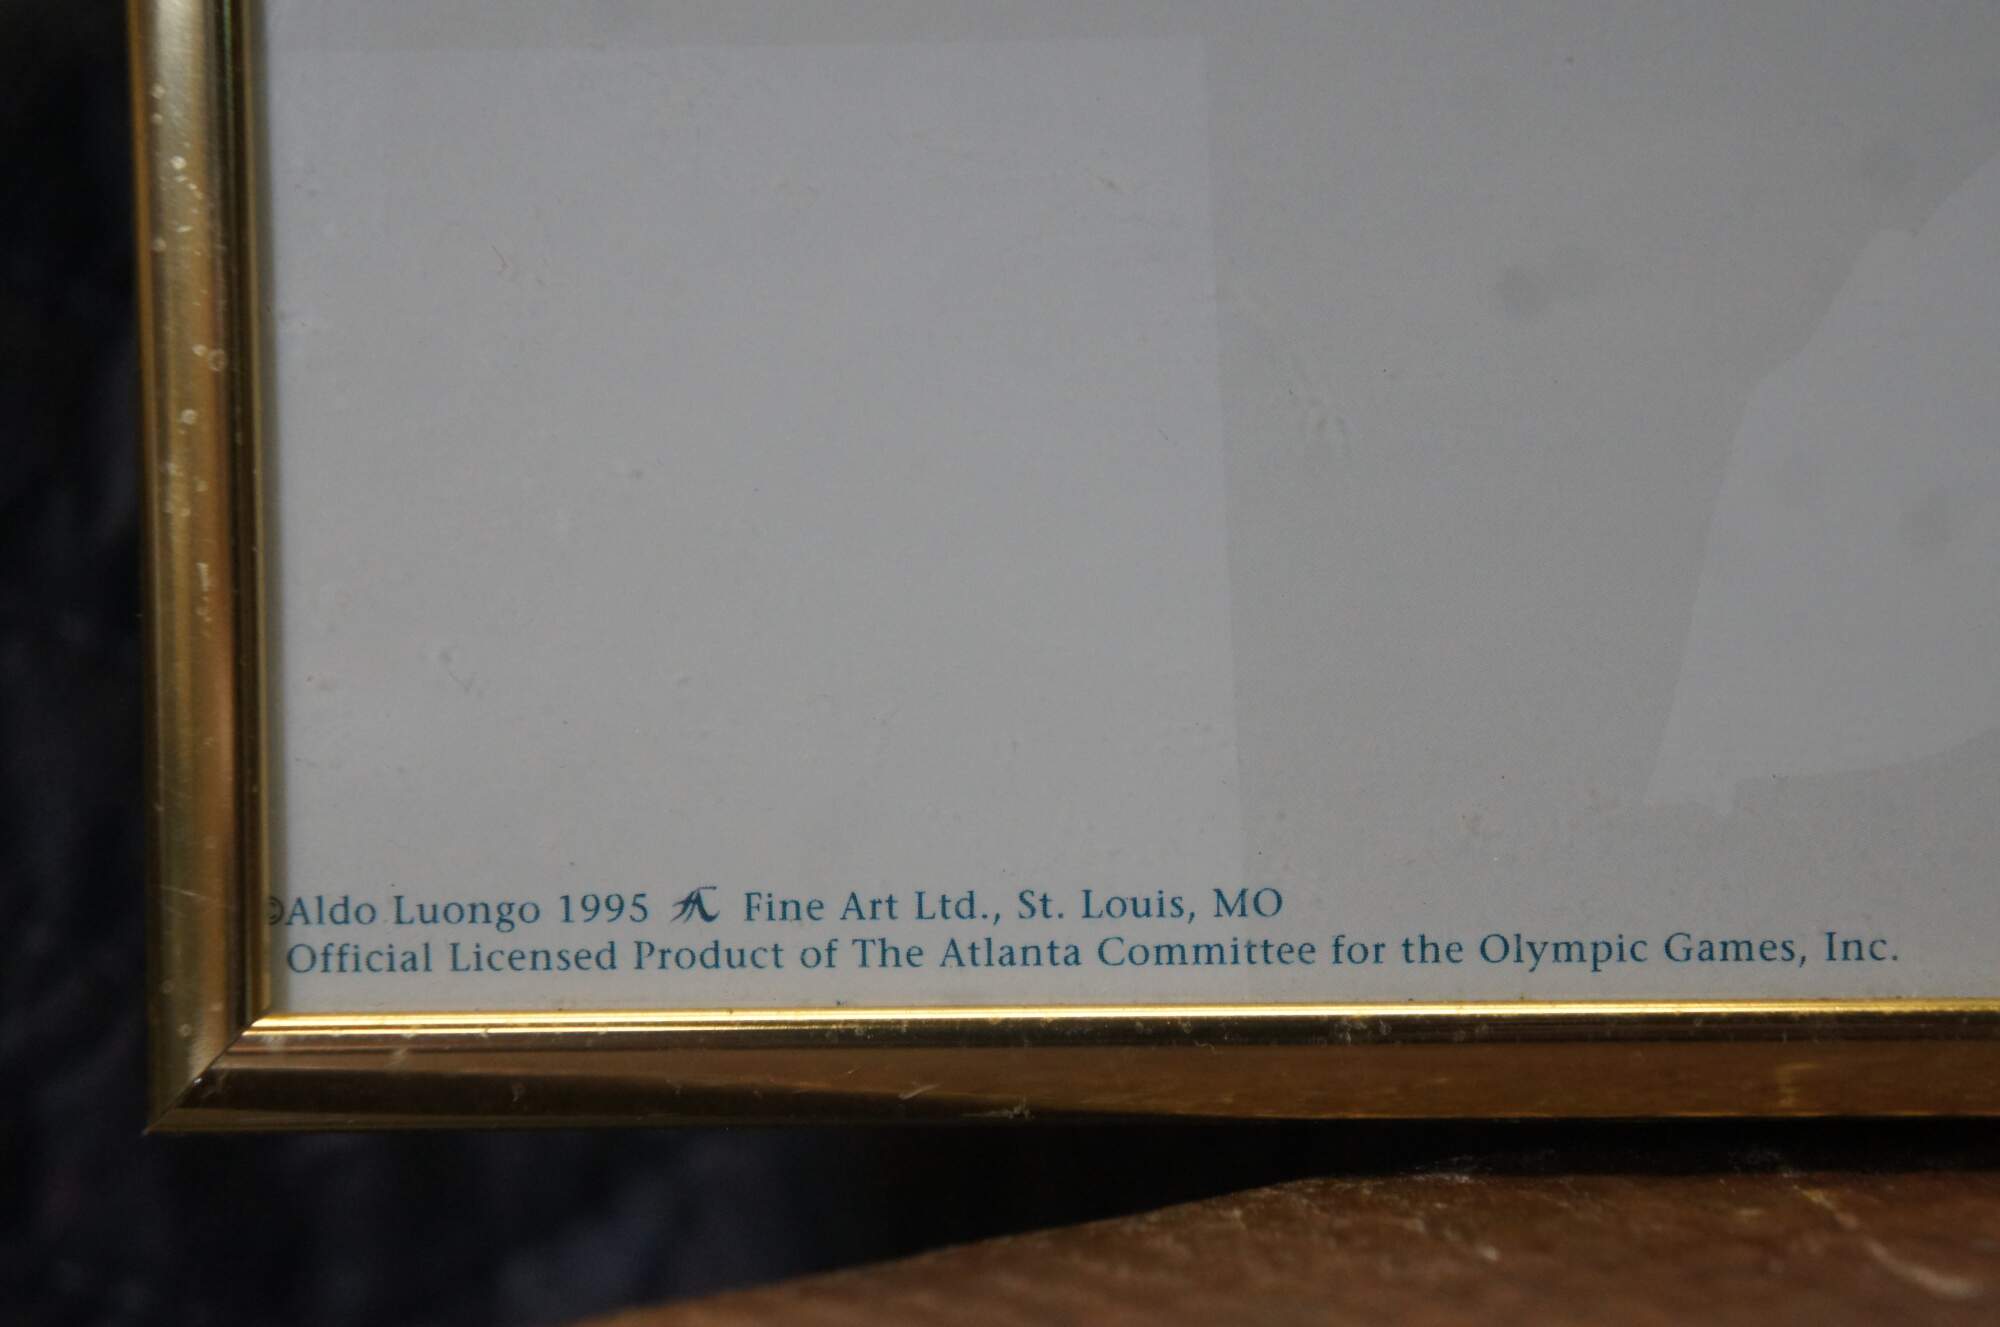 ©Aldo Luongo 1995 AL Fine Art Ltd., St. Louis, MO
Official Licensed Product of The Atlanta Committee for the Olympic Games, Inc.